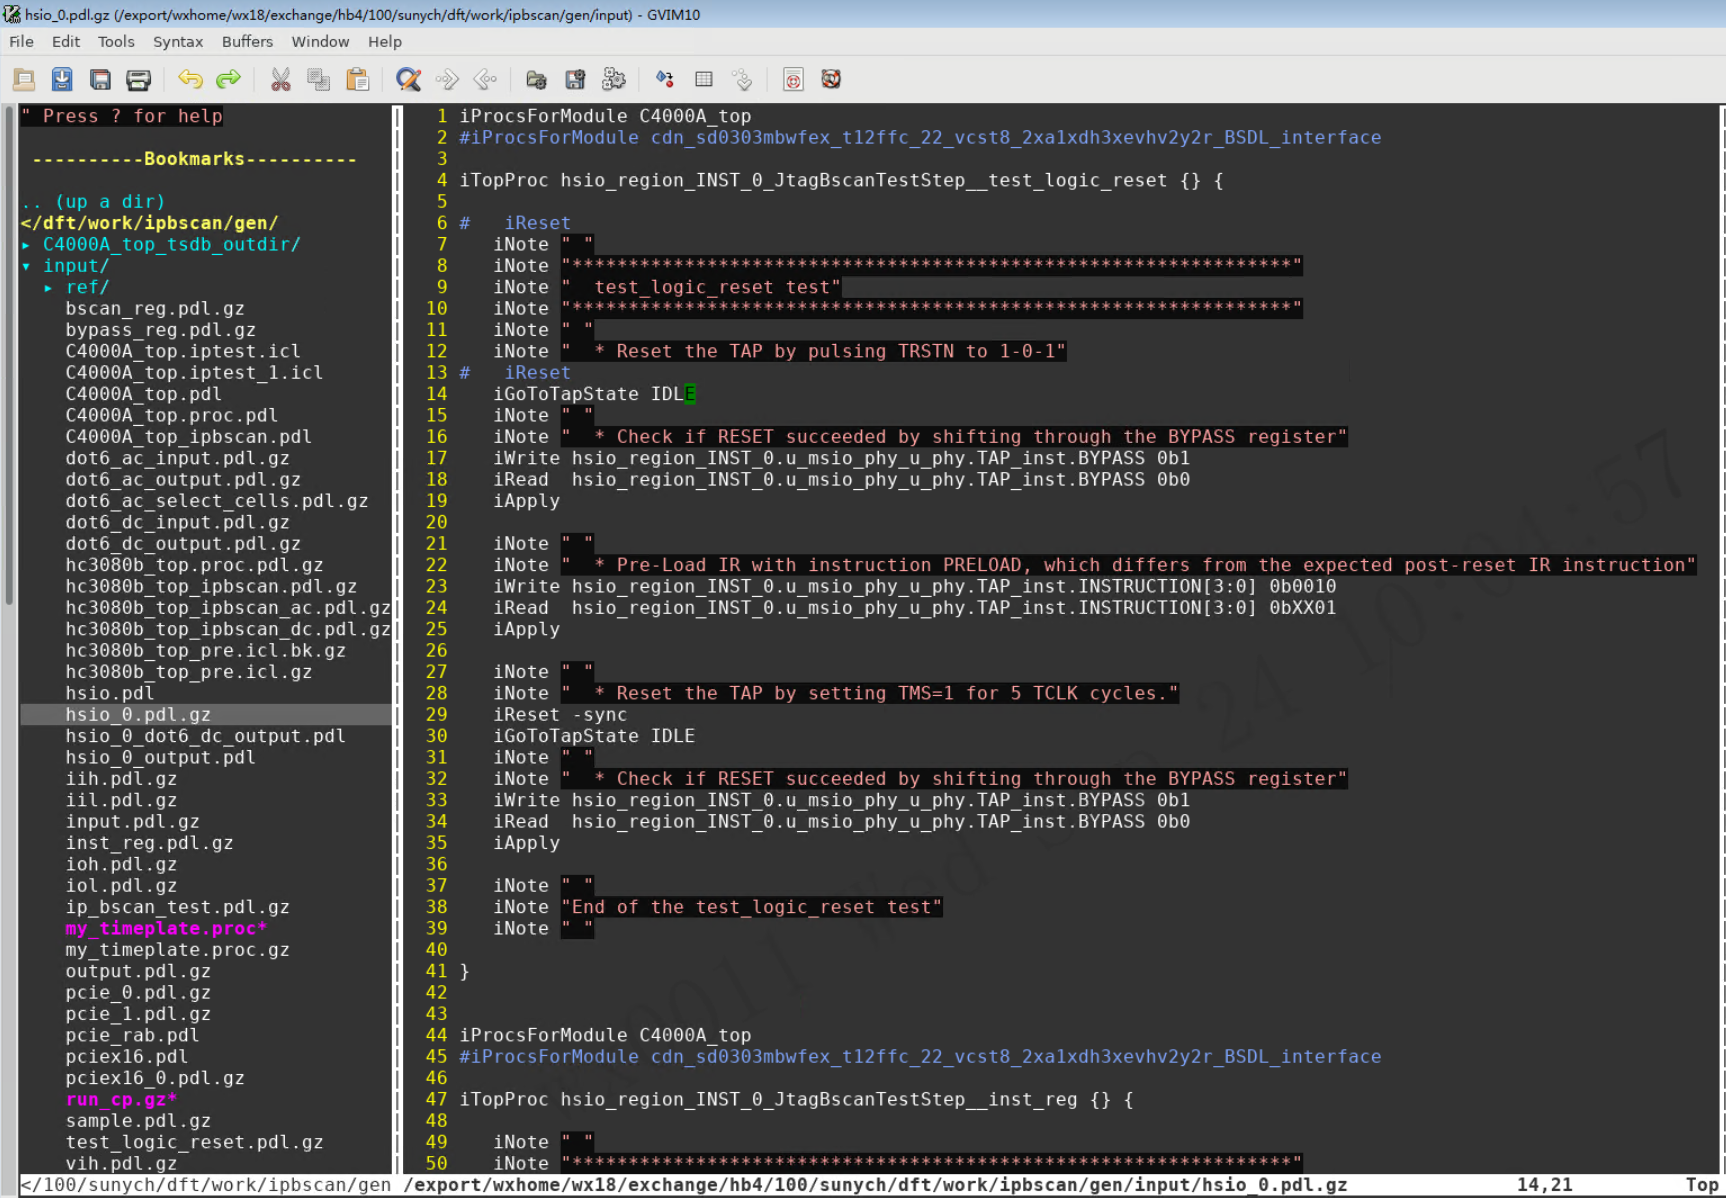 hsio_0.pdl.gz (/export/wxhome/wx18/exchange/hb4/100/sunych/dft/work/ipbscan/gen/input) - GVIM10
File Edit Tools Syntax Buffers Window Help
" Press ? for help
----------Bookmarks----------
.. (up a dir)
</dft/work/ipbscan/gen/
▸ C4000A_top_tsdb_outdir/
▾ input/
▸ ref/
bscan_reg.pdl.gz
bypass_reg.pdl.gz
C4000A_top.iptest.icl
C4000A_top.iptest_1.icl
C4000A_top.pdl
C4000A_top.proc.pdl
C4000A_top_ipbscan.pdl
dot6_ac_input.pdl.gz
dot6_ac_output.pdl.gz
dot6_ac_select_cells.pdl.gz
dot6_dc_input.pdl.gz
dot6_dc_output.pdl.gz
hc3080b_top.proc.pdl.gz
hc3080b_top_ipbscan.pdl.gz
hc3080b_top_ipbscan_ac.pdl.gz
hc3080b_top_ipbscan_dc.pdl.gz
hc3080b_top_pre.icl.bk.gz
hc3080b_top_pre.icl.gz
hsio.pdl
hsio_0.pdl.gz
hsio_0_dot6_dc_output.pdl
hsio_0_output.pdl
iih.pdl.gz
iil.pdl.gz
input.pdl.gz
inst_reg.pdl.gz
ioh.pdl.gz
iol.pdl.gz
ip_bscan_test.pdl.gz
my_timeplate.proc*
my_timeplate.proc.gz
output.pdl.gz
pcie_0.pdl.gz
pcie_1.pdl.gz
pcie_rab.pdl
pciex16.pdl
pciex16_0.pdl.gz
run_cp.gz*
sample.pdl.gz
test_logic_reset.pdl.gz
vih.pdl.gz
</100/sunych/dft/work/ipbscan/gen
1 iProcsForModule C4000A_top
2 #iProcsForModule cdn_sd0303mbwfex_t12ffc_22_vcst8_2xa1xdh3xevhv2y2r_BSDL_interface
3
4 iTopProc hsio_region_INST_0_JtagBscanTestStep__test_logic_reset {} {
5
6 #   iReset
7    iNote " "
8    iNote "****************************************************************"
9    iNote "  test_logic_reset test"
10    iNote "****************************************************************"
11    iNote " "
12    iNote "  * Reset the TAP by pulsing TRSTN to 1-0-1"
13 #   iReset
14    iGoToTapState IDLE
15    iNote " "
16    iNote "  * Check if RESET succeeded by shifting through the BYPASS register"
17    iWrite hsio_region_INST_0.u_msio_phy_u_phy.TAP_inst.BYPASS 0b1
18    iRead  hsio_region_INST_0.u_msio_phy_u_phy.TAP_inst.BYPASS 0b0
19    iApply
20
21    iNote " "
22    iNote "  * Pre-Load IR with instruction PRELOAD, which differs from the expected post-reset IR instruction"
23    iWrite hsio_region_INST_0.u_msio_phy_u_phy.TAP_inst.INSTRUCTION[3:0] 0b0010
24    iRead  hsio_region_INST_0.u_msio_phy_u_phy.TAP_inst.INSTRUCTION[3:0] 0bXX01
25    iApply
26
27    iNote " "
28    iNote "  * Reset the TAP by setting TMS=1 for 5 TCLK cycles."
29    iReset -sync
30    iGoToTapState IDLE
31    iNote " "
32    iNote "  * Check if RESET succeeded by shifting through the BYPASS register"
33    iWrite hsio_region_INST_0.u_msio_phy_u_phy.TAP_inst.BYPASS 0b1
34    iRead  hsio_region_INST_0.u_msio_phy_u_phy.TAP_inst.BYPASS 0b0
35    iApply
36
37    iNote " "
38    iNote "End of the test_logic_reset test"
39    iNote " "
40
41 }
42
43
44 iProcsForModule C4000A_top
45 #iProcsForModule cdn_sd0303mbwfex_t12ffc_22_vcst8_2xa1xdh3xevhv2y2r_BSDL_interface
46
47 iTopProc hsio_region_INST_0_JtagBscanTestStep__inst_reg {} {
48
49    iNote " "
50    iNote "****************************************************************"
/export/wxhome/wx18/exchange/hb4/100/sunych/dft/work/ipbscan/gen/input/hsio_0.pdl.gz 14,21 Top
24 10:04:57